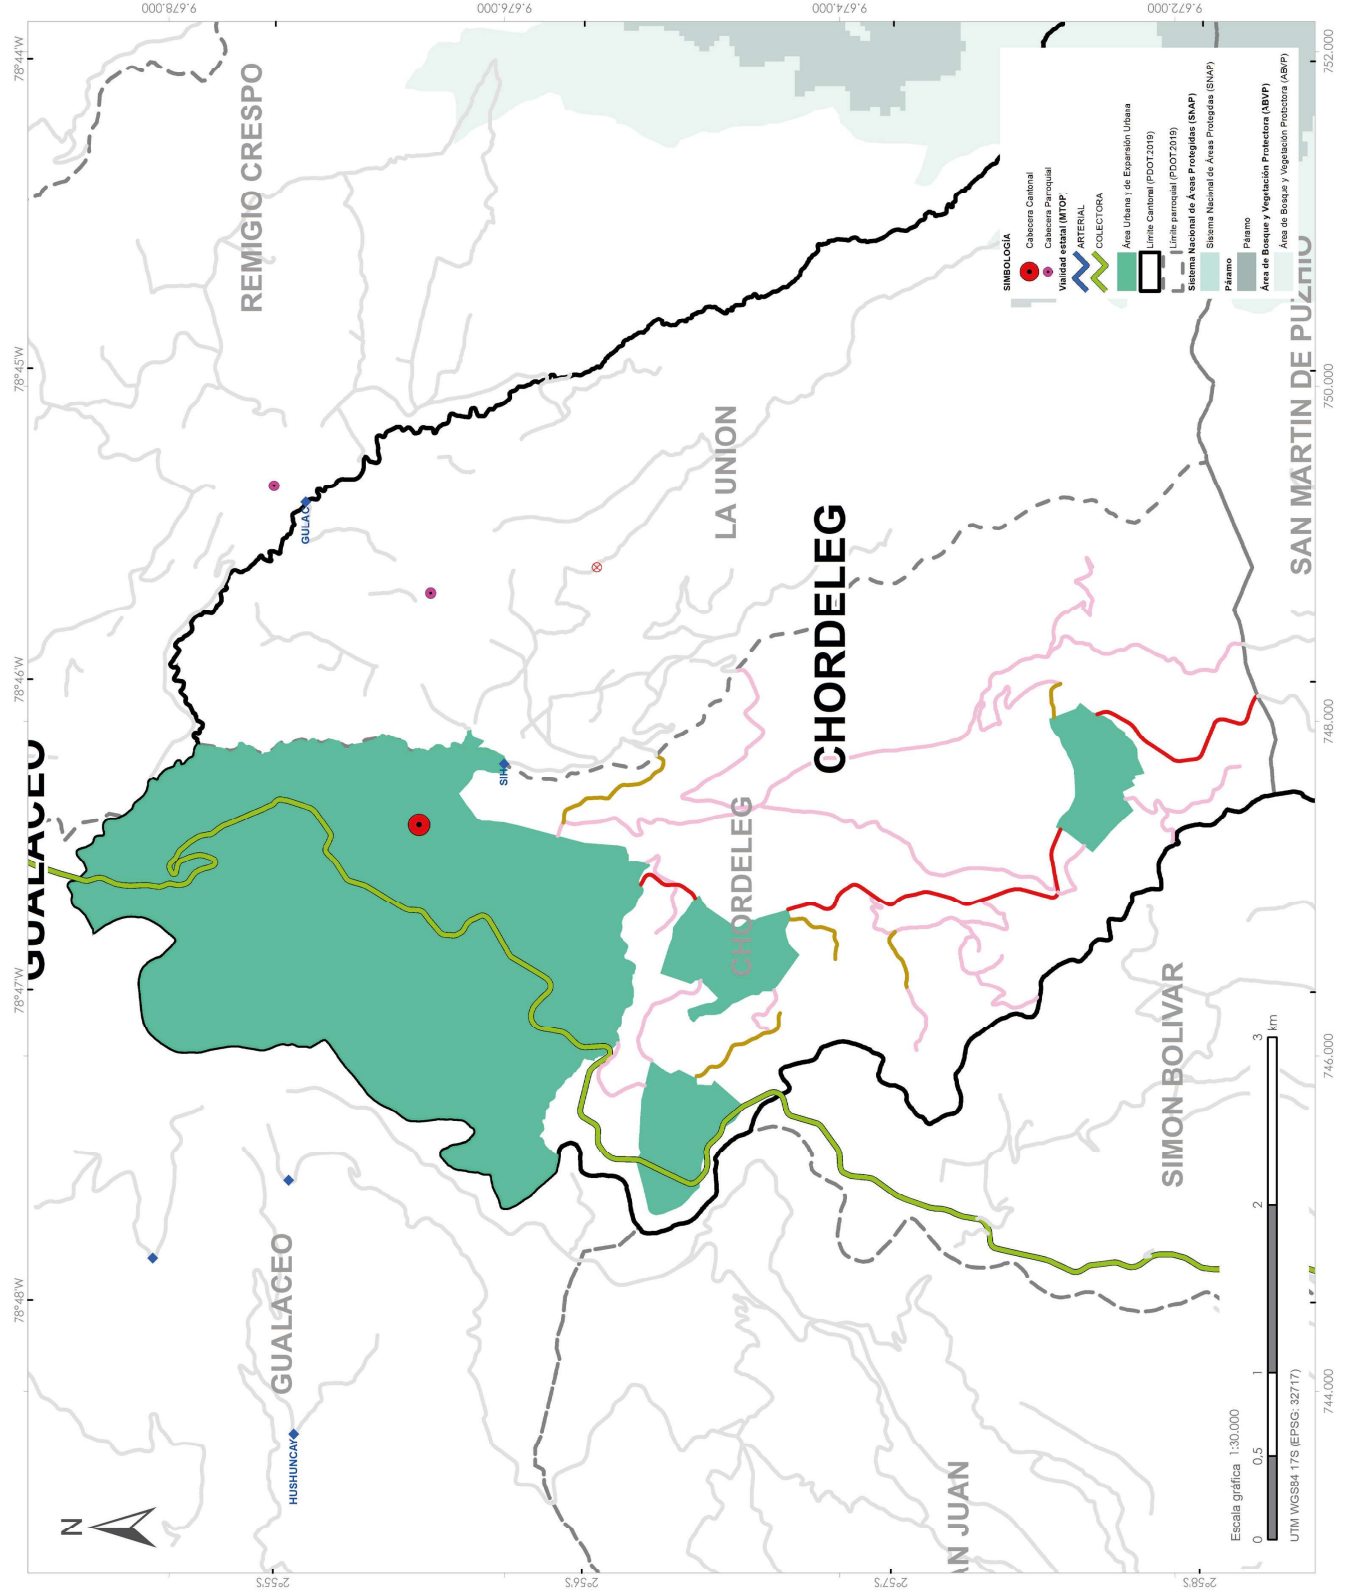 78°48'W
78°47'W
78°46'W
78°45'W
78°44'W
N
GUALACEO
9.678.000
REMIGIO CRESPO
2°55'S
GUALACEO
HUSHUNCAY
GULAC
SIH
9.676.000
2°56'S
LA UNION
CHORDELEG
CHORDELEG
9.674.000
2°57'S
AN JUAN
SIMON BOLIVAR
9.672.000
2°58'S
SAN MARTIN DE PUZHIO
SIMBOLOGÍA
Cabecera Cantonal
Cabecera Parroquial
Vialidad estatal (MTOP)
ARTERIAL
COLECTORA
Área Urbana y de Expansión Urbana
Límite Cantonal (PDOT2019)
Límite parroquial (PDOT2019)
Sistema Nacional de Áreas Protegidas (SNAP)
Sistema Nacional de Áreas Protegidas (SNAP)
Páramo
Páramo
Área de Bosque y Vegetación Protectora (ABVP)
Área de Bosque y Vegetación Protectora (ABVP)
Escala gráfica 1:30.000
0 0,5 1 2 3 km
UTM WGS84 17S (EPSG: 32717)
744.000
746.000
748.000
750.000
752.000